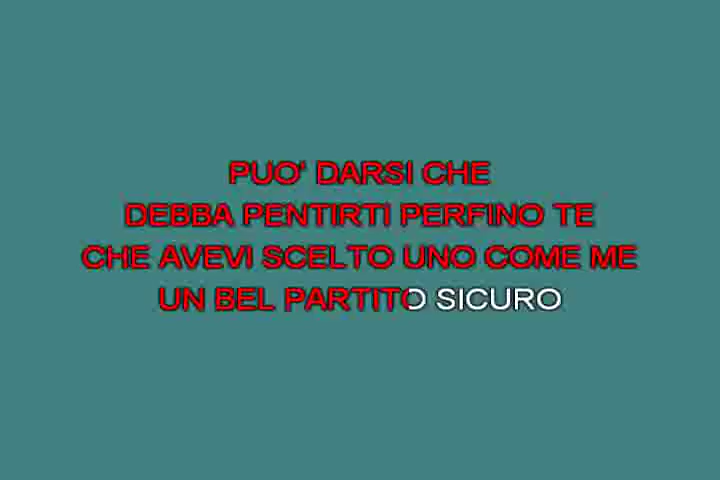 PUO' DARSI CHE
DEBBA PENTIRTI PERFINO TE
CHE AVEVI SCELTO UNO COME ME
UN BEL PARTITO SICURO